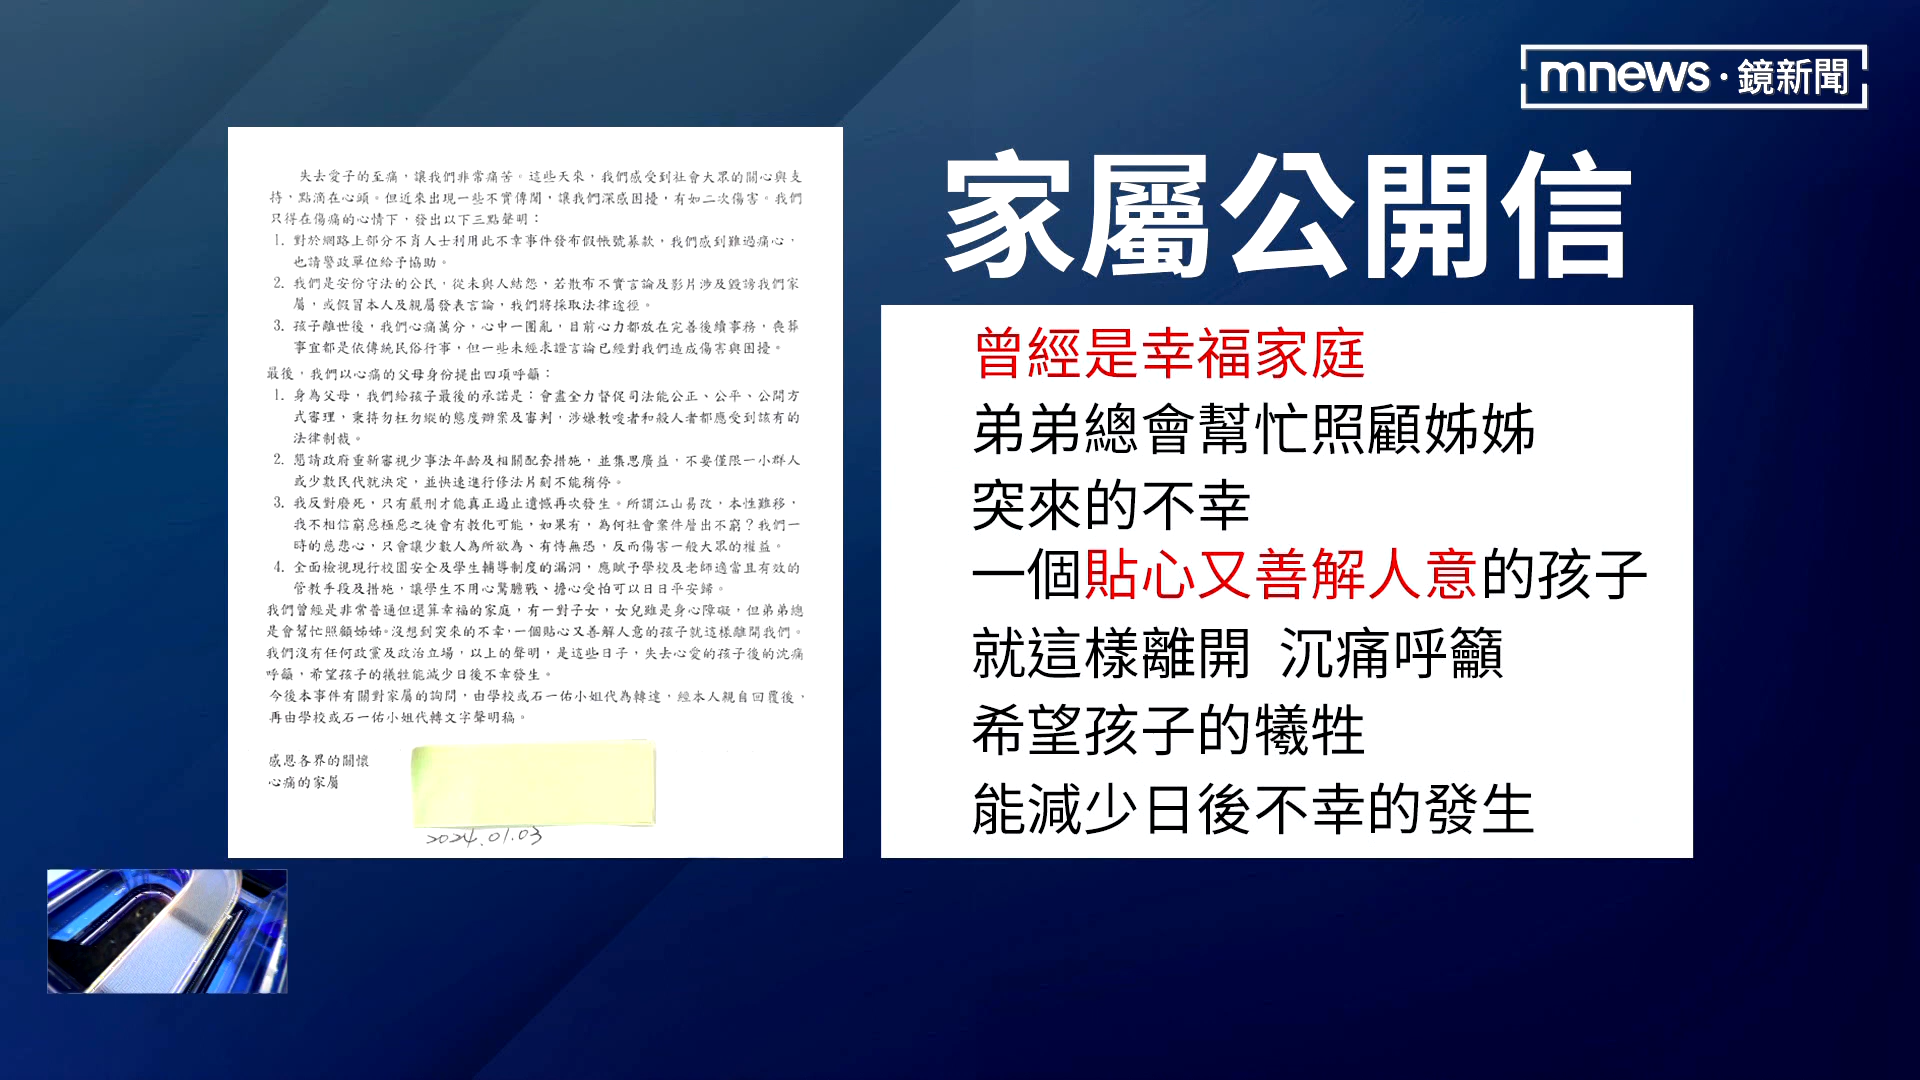 mnews·鏡新聞
家屬公開信
失去愛子的至痛，讓我們非常痛苦。這些天來，我們感受到社會大眾的關心與支
持，點滴在心頭。但近來出現一些不實傳聞，讓我們深感困擾，有如二次傷害。我們
只得在傷痛的心情下，發出以下三點聲明：
1. 對於網路上部分不肖人士利用此不幸事件發布假帳號募款，我們感到難過痛心，
也請警政單位給予協助。
2. 我們是安份守法的公民，從未與人結怨，若散布不實言論及影片涉及毀謗我們家
屬，或假冒本人及親屬發表言論，我們將採取法律途徑。
3. 孩子離世後，我們心痛萬分，心中一團亂，目前心力都放在完善後續事務，喪葬
事宜都是依傳統民俗行事，但一些未經求證言論已經對我們造成傷害與困擾。
最後，我們以心痛的父母身份提出四項呼籲：
1. 身為父母，我們給孩子最後的承諾是：會盡全力督促司法能公正、公平、公開方
式審理，秉持勿枉勿縱的態度辦案及審判，涉嫌教唆者和殺人者都應受到該有的
法律制裁。
2. 懇請政府重新審視少事法年齡及相關配套措施，並集思廣益，不要僅限一小群人
或少數民代就決定，並快速進行修法片刻不能稍停。
3. 我反對廢死，只有嚴刑才能真正遏止遺憾再次發生。所謂江山易改，本性難移，
我不相信窮惡極惡之徒會有教化可能，如果有，為何社會案件層出不窮？我們一
時的慈悲心，只會讓少數人為所欲為、有恃無恐，反而傷害一般大眾的權益。
4. 全面檢視現行校園安全及學生輔導制度的漏洞，應賦予學校及老師適當且有效的
管教手段及措施，讓學生不用心驚膽戰、擔心受怕可以日日平安歸。
我們曾經是非常普通但還算幸福的家庭，有一對子女，女兒雖是身心障礙，但弟弟總
是會幫忙照顧姊姊。沒想到突來的不幸，一個貼心又善解人意的孩子就這樣離開我們。
我們沒有任何政黨及政治立場，以上的聲明，是這些日子，失去心愛的孩子後的沈痛
呼籲，希望孩子的犧牲能減少日後不幸發生。
今後本事件有關對家屬的詢問，由學校或石一佑小姐代為轉達，經本人親自回覆後，
再由學校或石一佑小姐代轉文字聲明稿。
感恩各界的關懷
心痛的家屬
2024.01.03
曾經是幸福家庭
弟弟總會幫忙照顧姊姊
突來的不幸
一個貼心又善解人意的孩子
就這樣離開 沉痛呼籲
希望孩子的犧牲
能減少日後不幸的發生